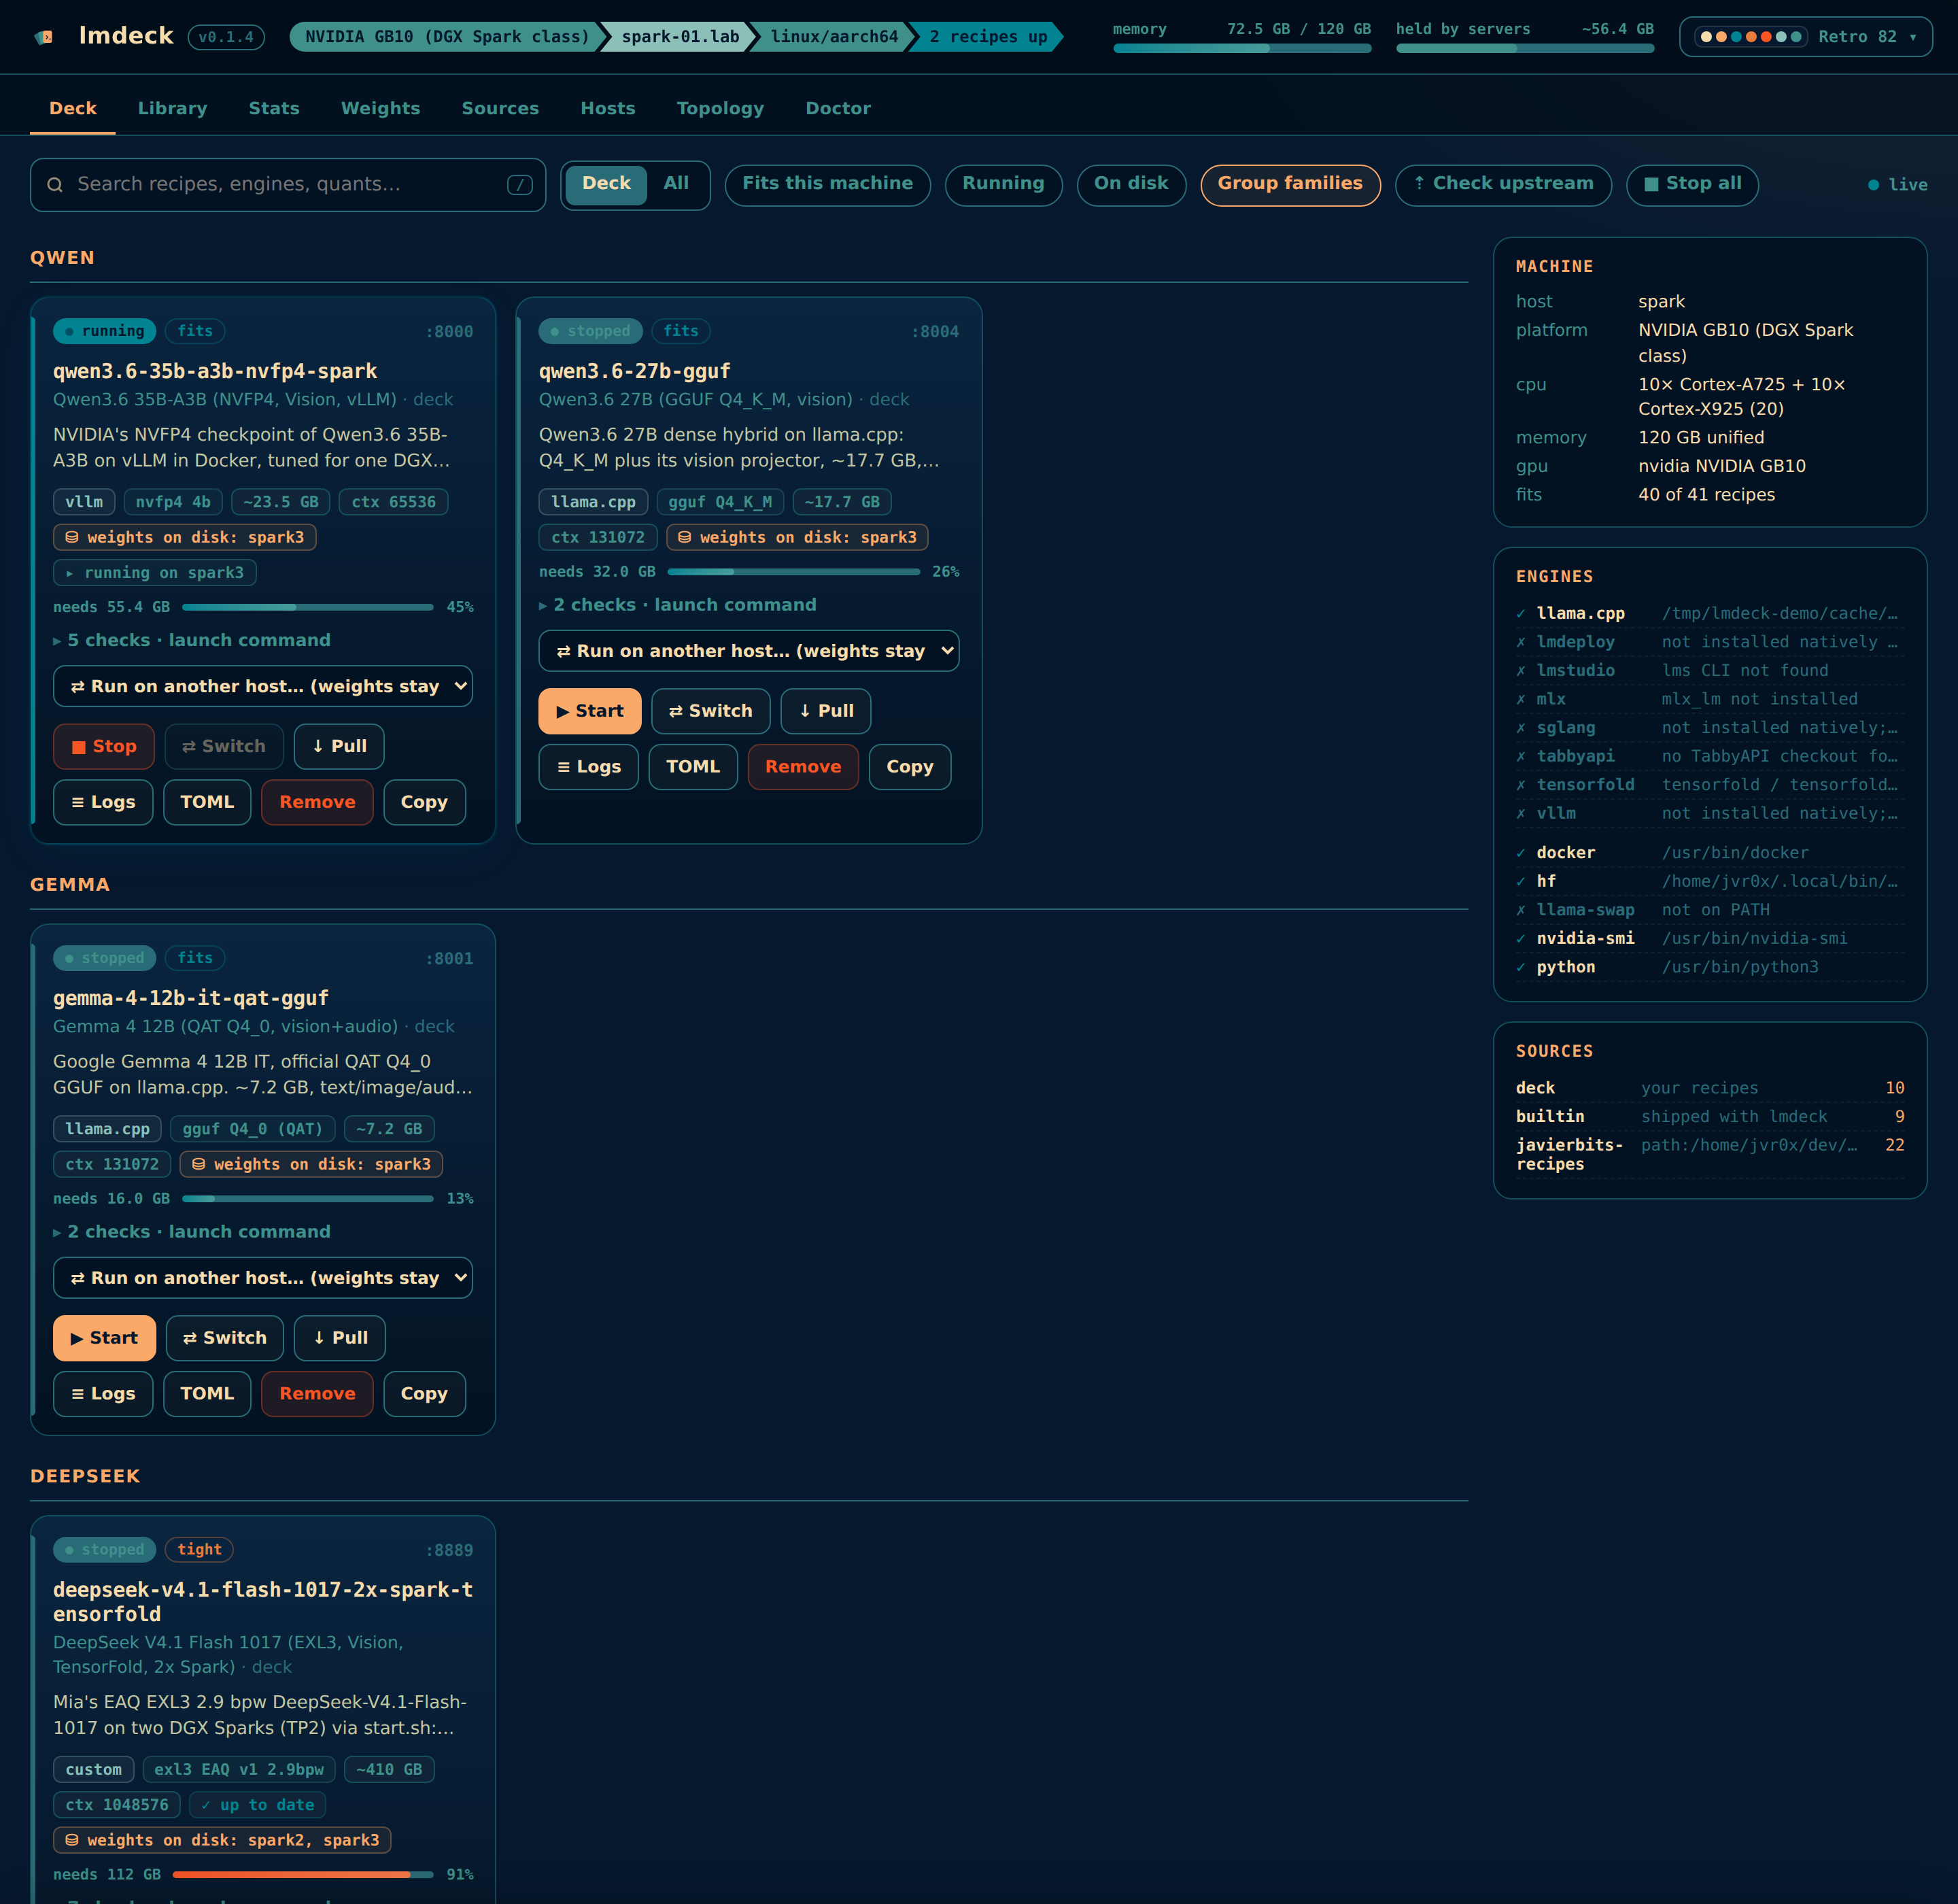 lmdeck v0.1.4 NVIDIA GB10 (DGX Spark class) spark-01.lab linux/aarch64 2 recipes up
memory 72.5 GB / 120 GB held by servers ~56.4 GB Retro 82 ▾
Deck Library Stats Weights Sources Hosts Topology Doctor
Search recipes, engines, quants... / Deck All Fits this machine Running On disk Group families ⇡ Check upstream ■ Stop all ● live
QWEN
● running fits :8000
qwen3.6-35b-a3b-nvfp4-spark
Qwen3.6 35B-A3B (NVFP4, Vision, vLLM) · deck
NVIDIA's NVFP4 checkpoint of Qwen3.6 35B-
A3B on vLLM in Docker, tuned for one DGX…
vllm nvfp4 4b ~23.5 GB ctx 65536
weights on disk: spark3
▸ running on spark3
needs 55.4 GB 45%
▸ 5 checks · launch command
⇄ Run on another host… (weights stay
■ Stop ⇄ Switch ↓ Pull
≡ Logs TOML Remove Copy
● stopped fits :8004
qwen3.6-27b-gguf
Qwen3.6 27B (GGUF Q4_K_M, vision) · deck
Qwen3.6 27B dense hybrid on llama.cpp:
Q4_K_M plus its vision projector, ~17.7 GB,…
llama.cpp gguf Q4_K_M ~17.7 GB
ctx 131072 weights on disk: spark3
needs 32.0 GB 26%
▸ 2 checks · launch command
⇄ Run on another host… (weights stay
▶ Start ⇄ Switch ↓ Pull
≡ Logs TOML Remove Copy
GEMMA
● stopped fits :8001
gemma-4-12b-it-qat-gguf
Gemma 4 12B (QAT Q4_0, vision+audio) · deck
Google Gemma 4 12B IT, official QAT Q4_0
GGUF on llama.cpp. ~7.2 GB, text/image/aud…
llama.cpp gguf Q4_0 (QAT) ~7.2 GB
ctx 131072 weights on disk: spark3
needs 16.0 GB 13%
▸ 2 checks · launch command
⇄ Run on another host… (weights stay
▶ Start ⇄ Switch ↓ Pull
≡ Logs TOML Remove Copy
DEEPSEEK
● stopped tight :8889
deepseek-v4.1-flash-1017-2x-spark-t
ensorfold
DeepSeek V4.1 Flash 1017 (EXL3, Vision,
TensorFold, 2x Spark) · deck
Mia's EAQ EXL3 2.9 bpw DeepSeek-V4.1-Flash-
1017 on two DGX Sparks (TP2) via start.sh:…
custom exl3 EAQ v1 2.9bpw ~410 GB
ctx 1048576 ✓ up to date
weights on disk: spark2, spark3
needs 112 GB 91%
MACHINE
host spark
platform NVIDIA GB10 (DGX Spark
class)
cpu 10× Cortex-A725 + 10×
Cortex-X925 (20)
memory 120 GB unified
gpu nvidia NVIDIA GB10
fits 40 of 41 recipes
ENGINES
✓ llama.cpp /tmp/lmdeck-demo/cache/…
✗ lmdeploy not installed natively …
✗ lmstudio lms CLI not found
✗ mlx mlx_lm not installed
✗ sglang not installed natively;…
✗ tabbyapi no TabbyAPI checkout fo…
✗ tensorfold tensorfold / tensorfold…
✗ vllm not installed natively;…
✓ docker /usr/bin/docker
✓ hf /home/jvr0x/.local/bin/…
✗ llama-swap not on PATH
✓ nvidia-smi /usr/bin/nvidia-smi
✓ python /usr/bin/python3
SOURCES
deck your recipes 10
builtin shipped with lmdeck 9
javierbits- path:/home/jvr0x/dev/… 22
recipes